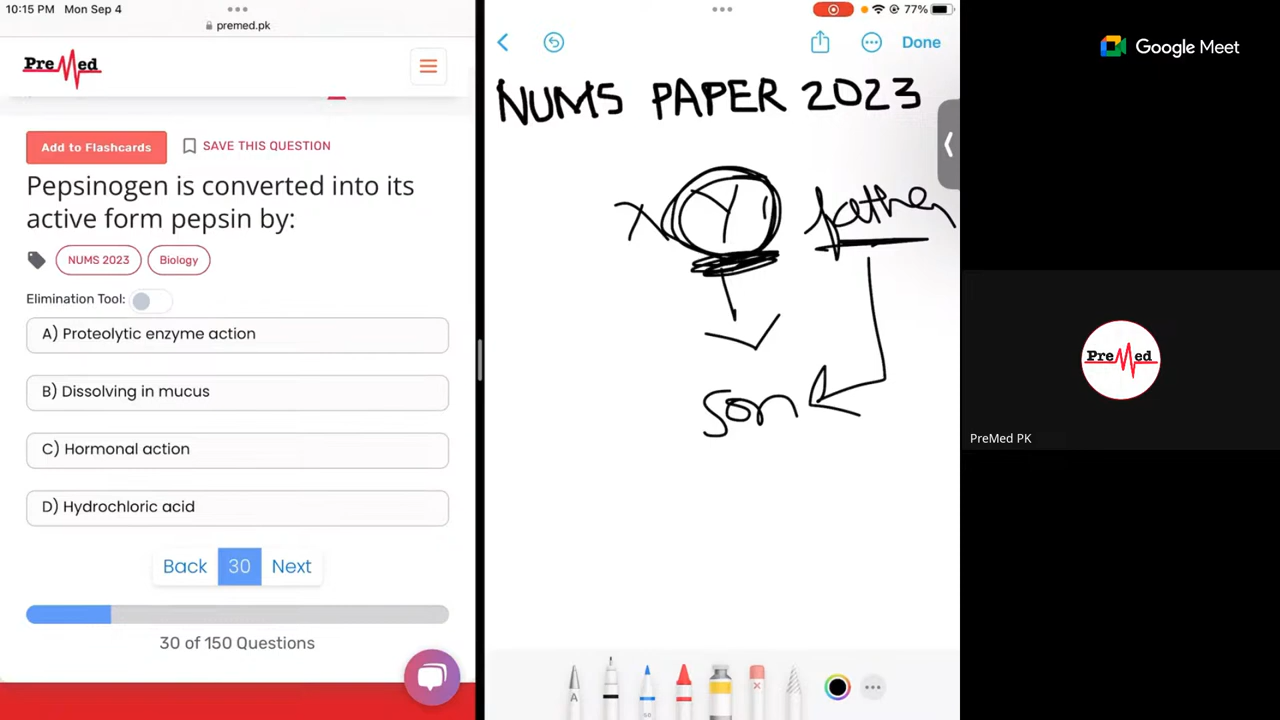 10:15 PM Mon Sep 4
premed.pk
PreMed
Add to Flashcards
SAVE THIS QUESTION
Pepsinogen is converted into its
active form pepsin by:
NUMS 2023
Biology
Elimination Tool:
A) Proteolytic enzyme action
B) Dissolving in mucus
C) Hormonal action
D) Hydrochloric acid
Back 30 Next
30 of 150 Questions
77%
Done
NUMS PAPER 2023
X Y father
son
A
Google Meet
PreMed
PreMed PK